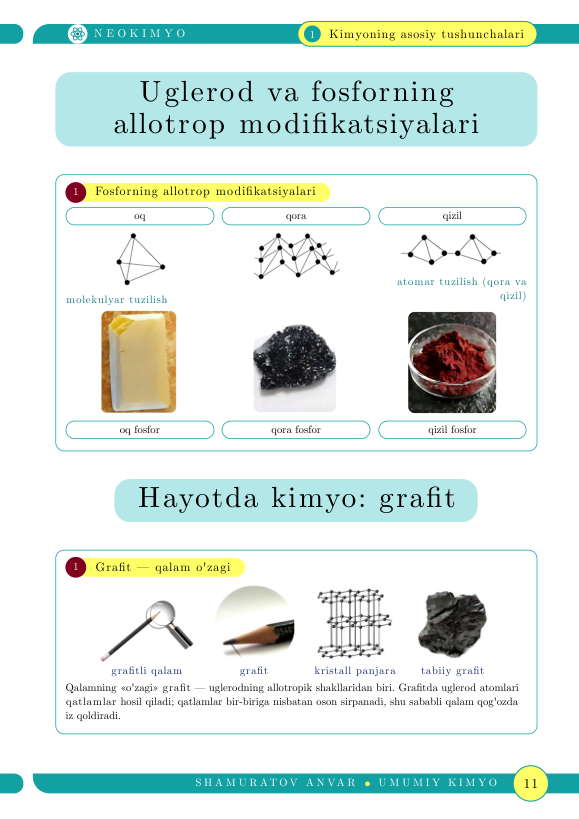 NEOKIMYO
1 Kimyoning asosiy tushunchalari
Uglerod va fosforning
allotrop modifikatsiyalari
1 Fosforning allotrop modifikatsiyalari
oq qora qizil
molekulyar tuzilish
atomar tuzilish (qora va
qizil)
oq fosfor qora fosfor qizil fosfor
Hayotda kimyo: grafit
1 Grafit — qalam o'zagi
grafitli qalam grafit kristall panjara tabiiy grafit
Qalamning «o'zagi» grafit — uglerodning allotropik shakllaridan biri. Grafitda uglerod atomlari
qatlamlar hosil qiladi; qatlamlar bir-biriga nisbatan oson sirpanadi, shu sababli qalam qog'ozda
iz qoldiradi.
SHAMURATOV ANVAR • UMUMIY KIMYO 11